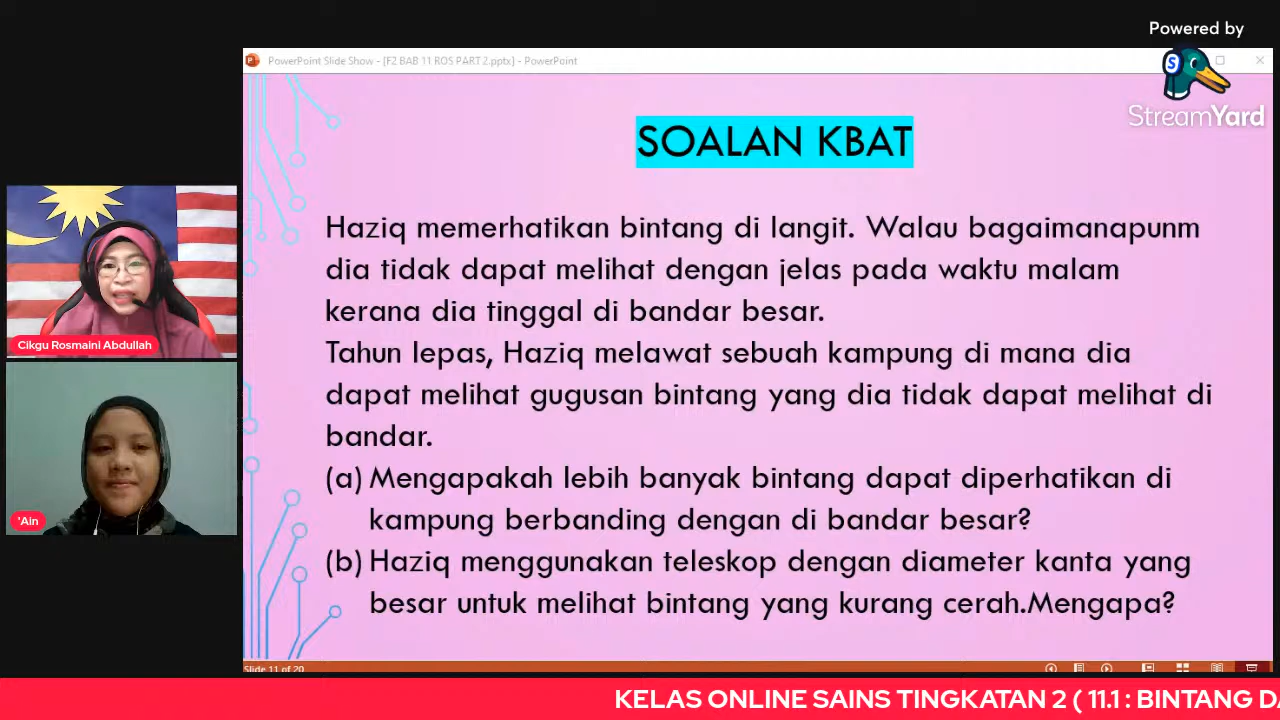 Powered by
PowerPoint Slide Show - [F2 BAB 11 ROS PART 2.pptx] - PowerPoint
StreamYard
SOALAN KBAT
Haziq memerhatikan bintang di langit. Walau bagaimanapunm
dia tidak dapat melihat dengan jelas pada waktu malam
kerana dia tinggal di bandar besar.
Tahun lepas, Haziq melawat sebuah kampung di mana dia
dapat melihat gugusan bintang yang dia tidak dapat melihat di
bandar.
(a) Mengapakah lebih banyak bintang dapat diperhatikan di
kampung berbanding dengan di bandar besar?
(b) Haziq menggunakan teleskop dengan diameter kanta yang
besar untuk melihat bintang yang kurang cerah.Mengapa?
Cikgu Rosmaini Abdullah
'Ain
Slide 11 of 20
KELAS ONLINE SAINS TINGKATAN 2 ( 11.1 : BINTANG DA